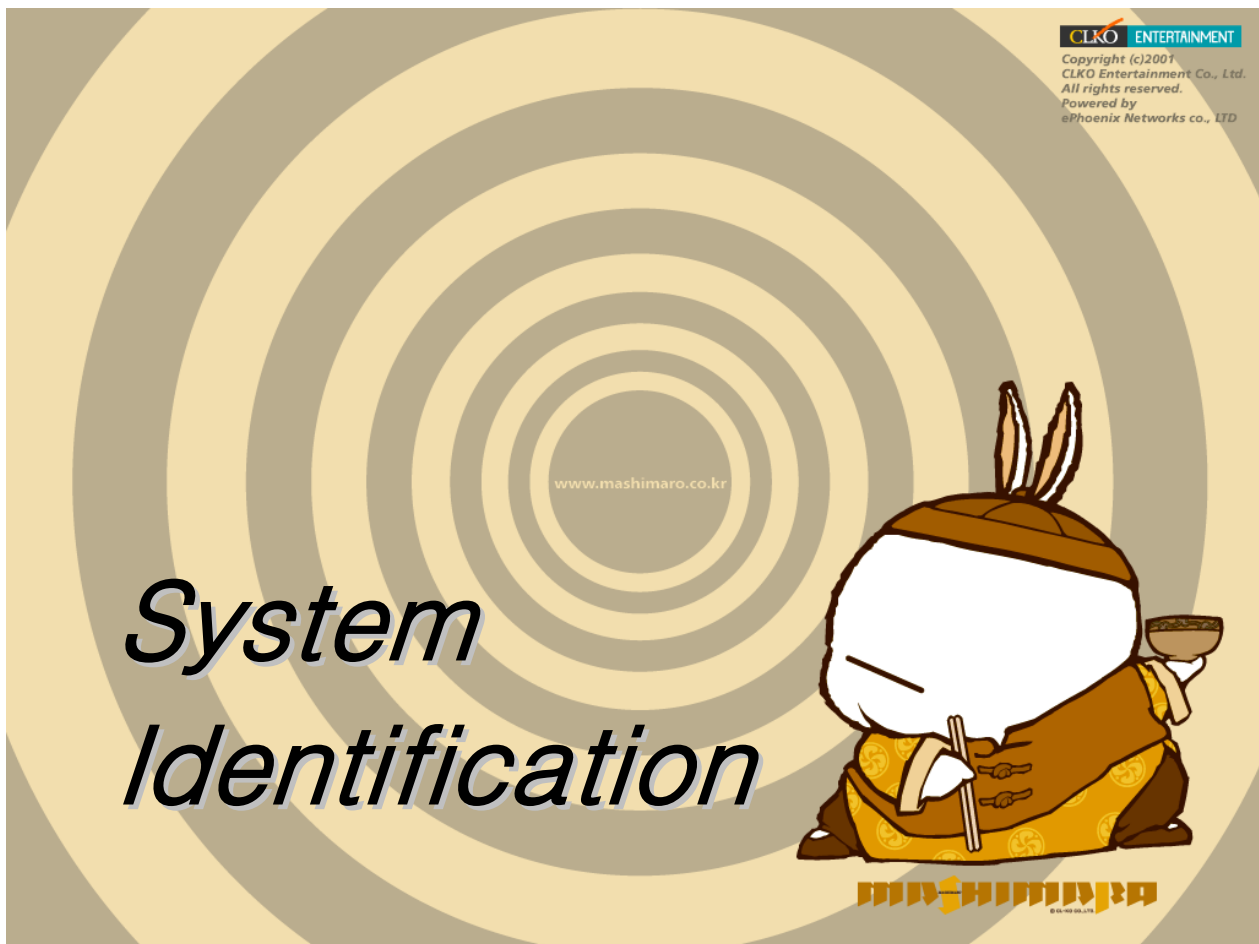 CLKO ENTERTAINMENT
Copyright (c)2001
CLKO Entertainment Co., Ltd.
All rights reserved.
Powered by
ePhoenix Networks co., LTD
www.mashimaro.co.kr
System
Identification
MASHIMARO